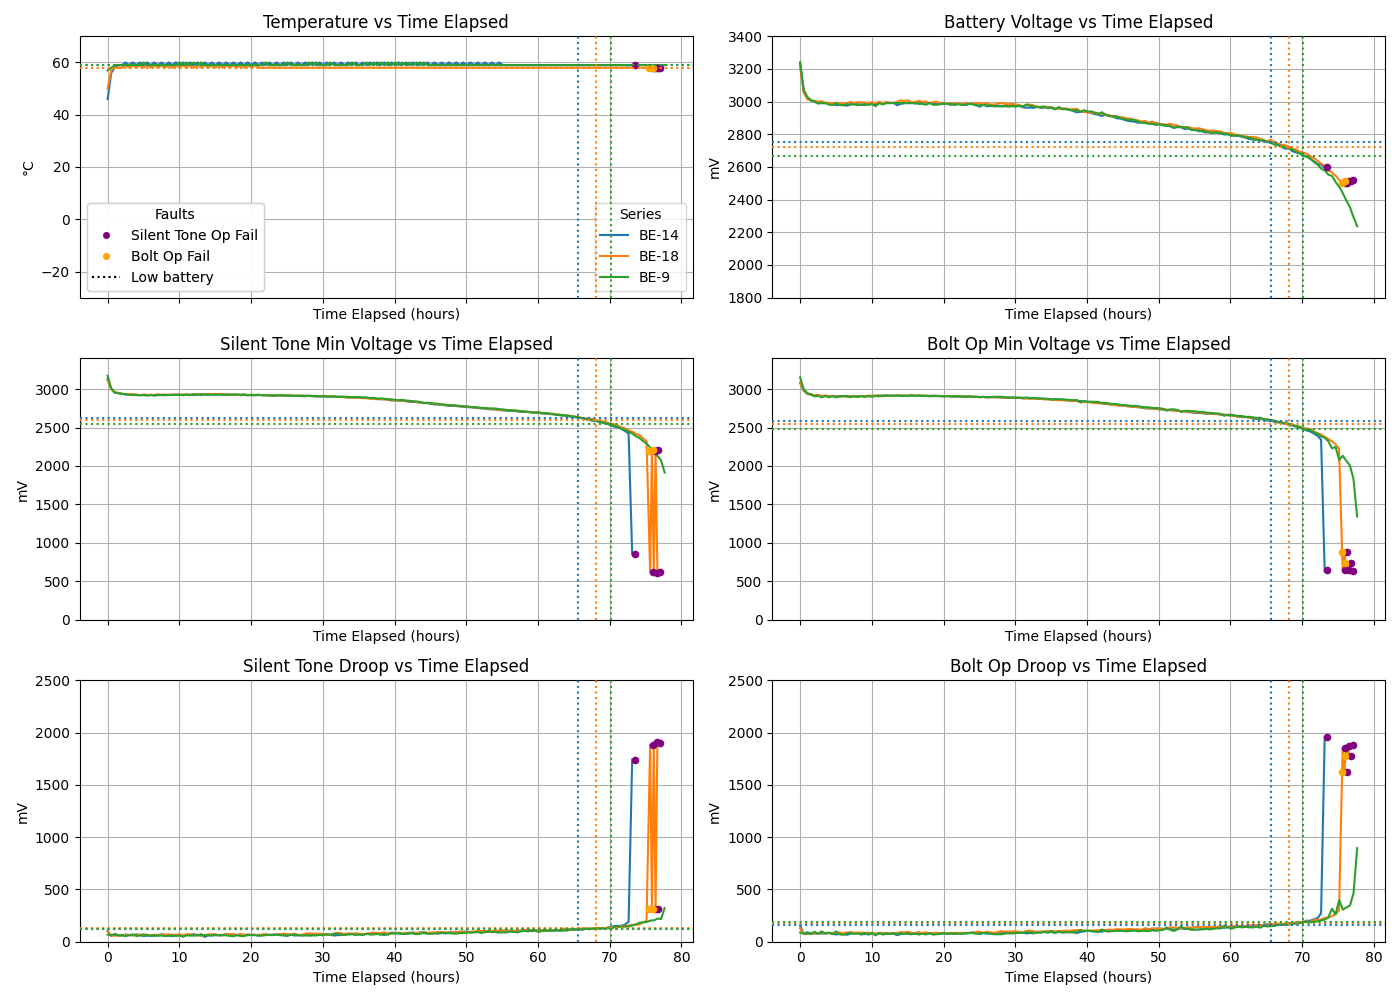 Temperature vs Time Elapsed
60
40
20
0
−20
°C
Faults
Silent Tone Op Fail
Bolt Op Fail
Low battery
Series
BE-14
BE-18
BE-9
Time Elapsed (hours)
Battery Voltage vs Time Elapsed
3400
3200
3000
2800
2600
2400
2200
2000
1800
mV
Time Elapsed (hours)
Silent Tone Min Voltage vs Time Elapsed
3000
2500
2000
1500
1000
500
0
mV
Time Elapsed (hours)
Bolt Op Min Voltage vs Time Elapsed
3000
2500
2000
1500
1000
500
0
mV
Time Elapsed (hours)
Silent Tone Droop vs Time Elapsed
2500
2000
1500
1000
500
0
mV
0 10 20 30 40 50 60 70 80
Time Elapsed (hours)
Bolt Op Droop vs Time Elapsed
2500
2000
1500
1000
500
0
mV
0 10 20 30 40 50 60 70 80
Time Elapsed (hours)